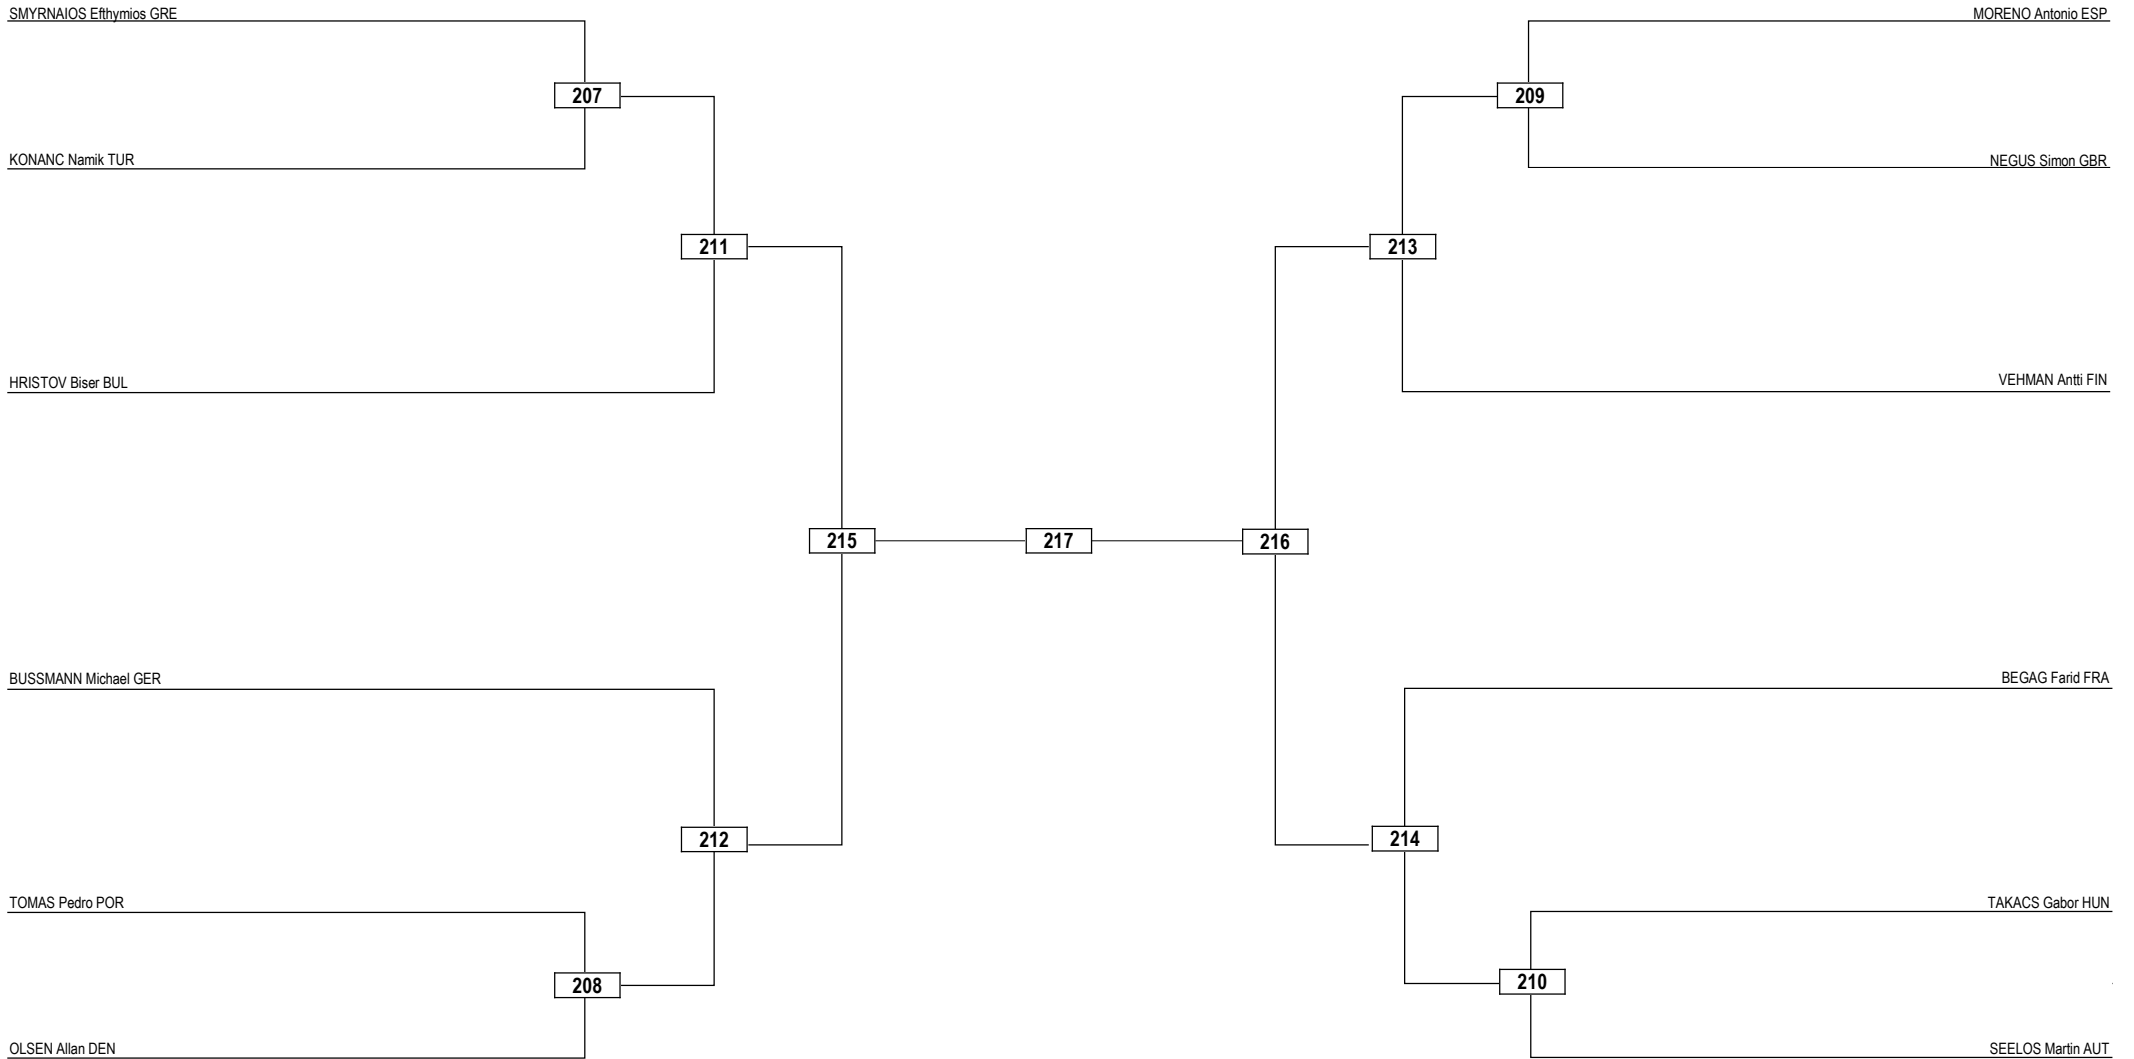 SMYRNAIOS Efthymios GRE
MORENO Antonio ESP
207
209
KONANC Namik TUR
NEGUS Simon GBR
211
213
HRISTOV Biser BUL
VEHMAN Antti FIN
215
217
216
BUSSMANN Michael GER
BEGAG Farid FRA
212
214
TOMAS Pedro POR
TAKACS Gabor HUN
208
210
OLSEN Allan DEN
SEELOS Martin AUT